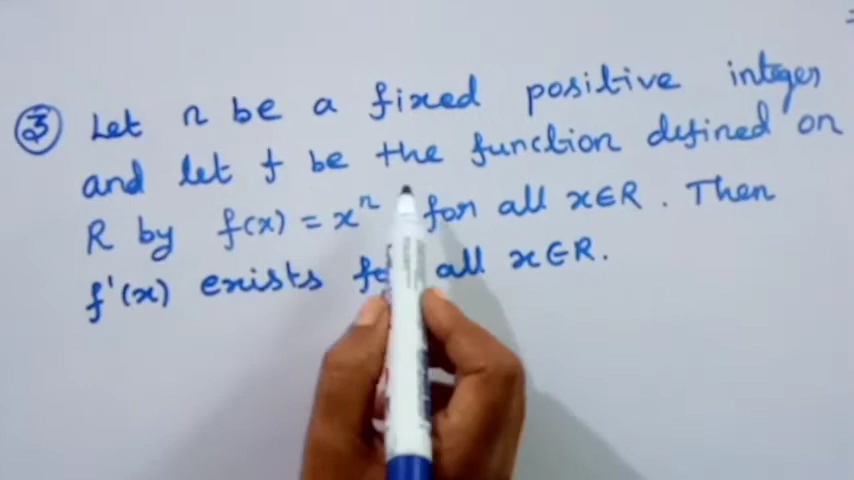 ③ Let n be a fixed positive integer
and let f be the function defined on
R by f(x) = xⁿ for all x∈R. Then
f'(x) exists for all x∈R.